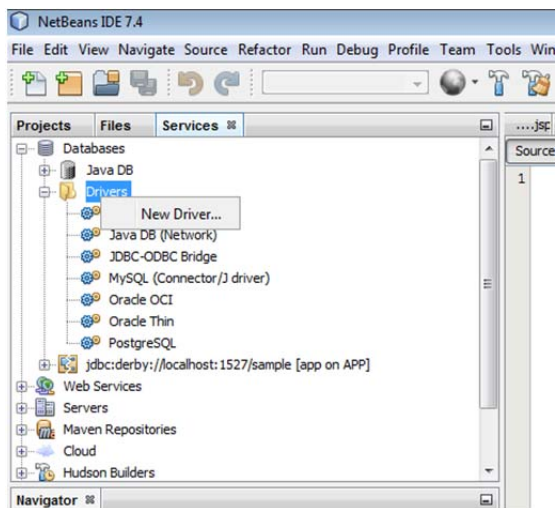 NetBeans IDE 7.4
File Edit View Navigate Source Refactor Run Debug Profile Team Tools Win
Projects Files Services
....jsp
Source
Databases
1
Java DB
Drivers
New Driver...
Java DB (Network)
JDBC-ODBC Bridge
MySQL (Connector/J driver)
Oracle OCI
Oracle Thin
PostgreSQL
jdbc:derby://localhost:1527/sample [app on APP]
Web Services
Servers
Maven Repositories
Cloud
Hudson Builders
Navigator